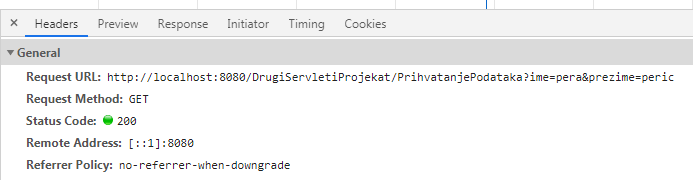 × Headers Preview Response Initiator Timing Cookies
▼ General
Request URL: http://localhost:8080/DrugiServletiProjekat/PrihvatanjePodataka?ime=pera&prezime=peric
Request Method: GET
Status Code: 200
Remote Address: [::1]:8080
Referrer Policy: no-referrer-when-downgrade